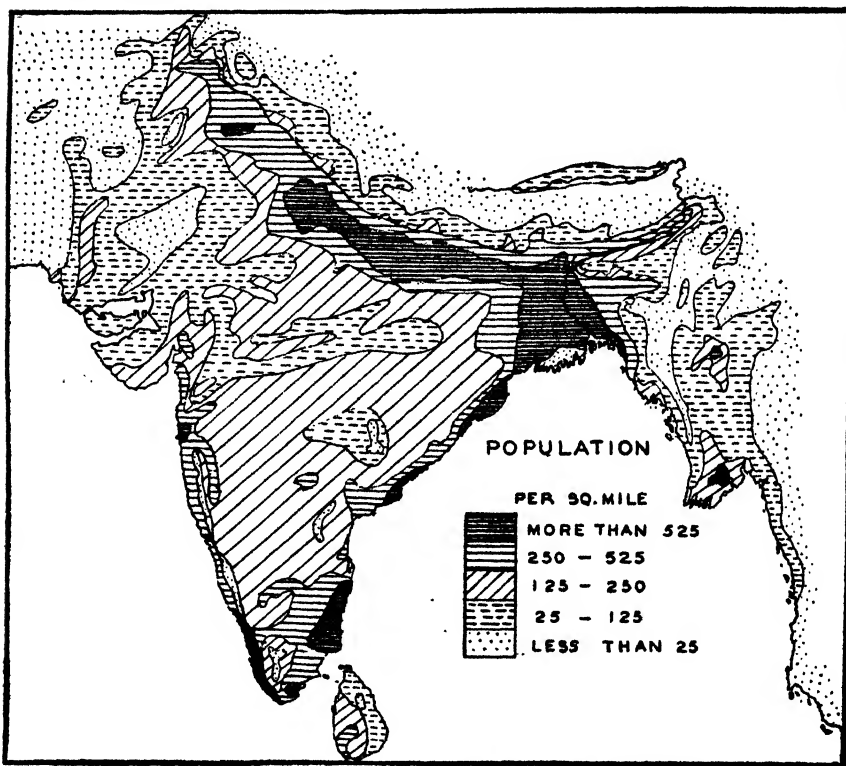 POPULATION
PER SQ. MILE
MORE THAN 525
250 – 525
125 – 250
25 – 125
LESS THAN 25